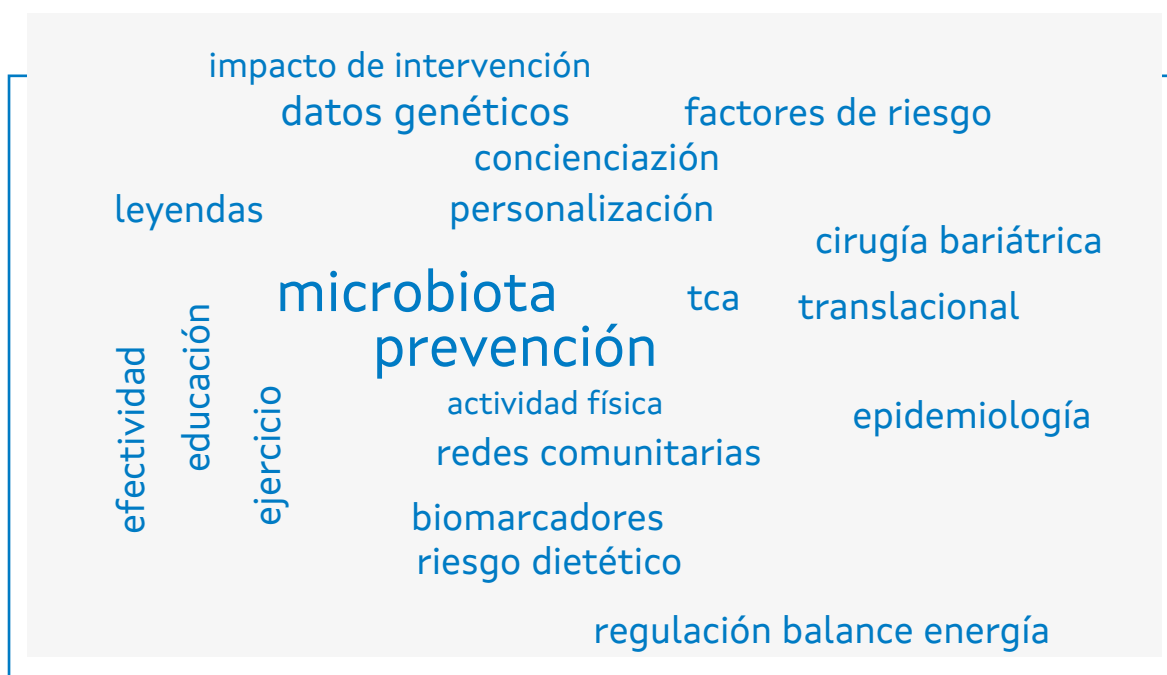 impacto de intervención
datos genéticos
factores de riesgo
concienciazión
leyendas
personalización
cirugía bariátrica
microbiota
tca
translacional
prevención
efectividad
educación
ejercicio
actividad física
epidemiología
redes comunitarias
biomarcadores
riesgo dietético
regulación balance energía